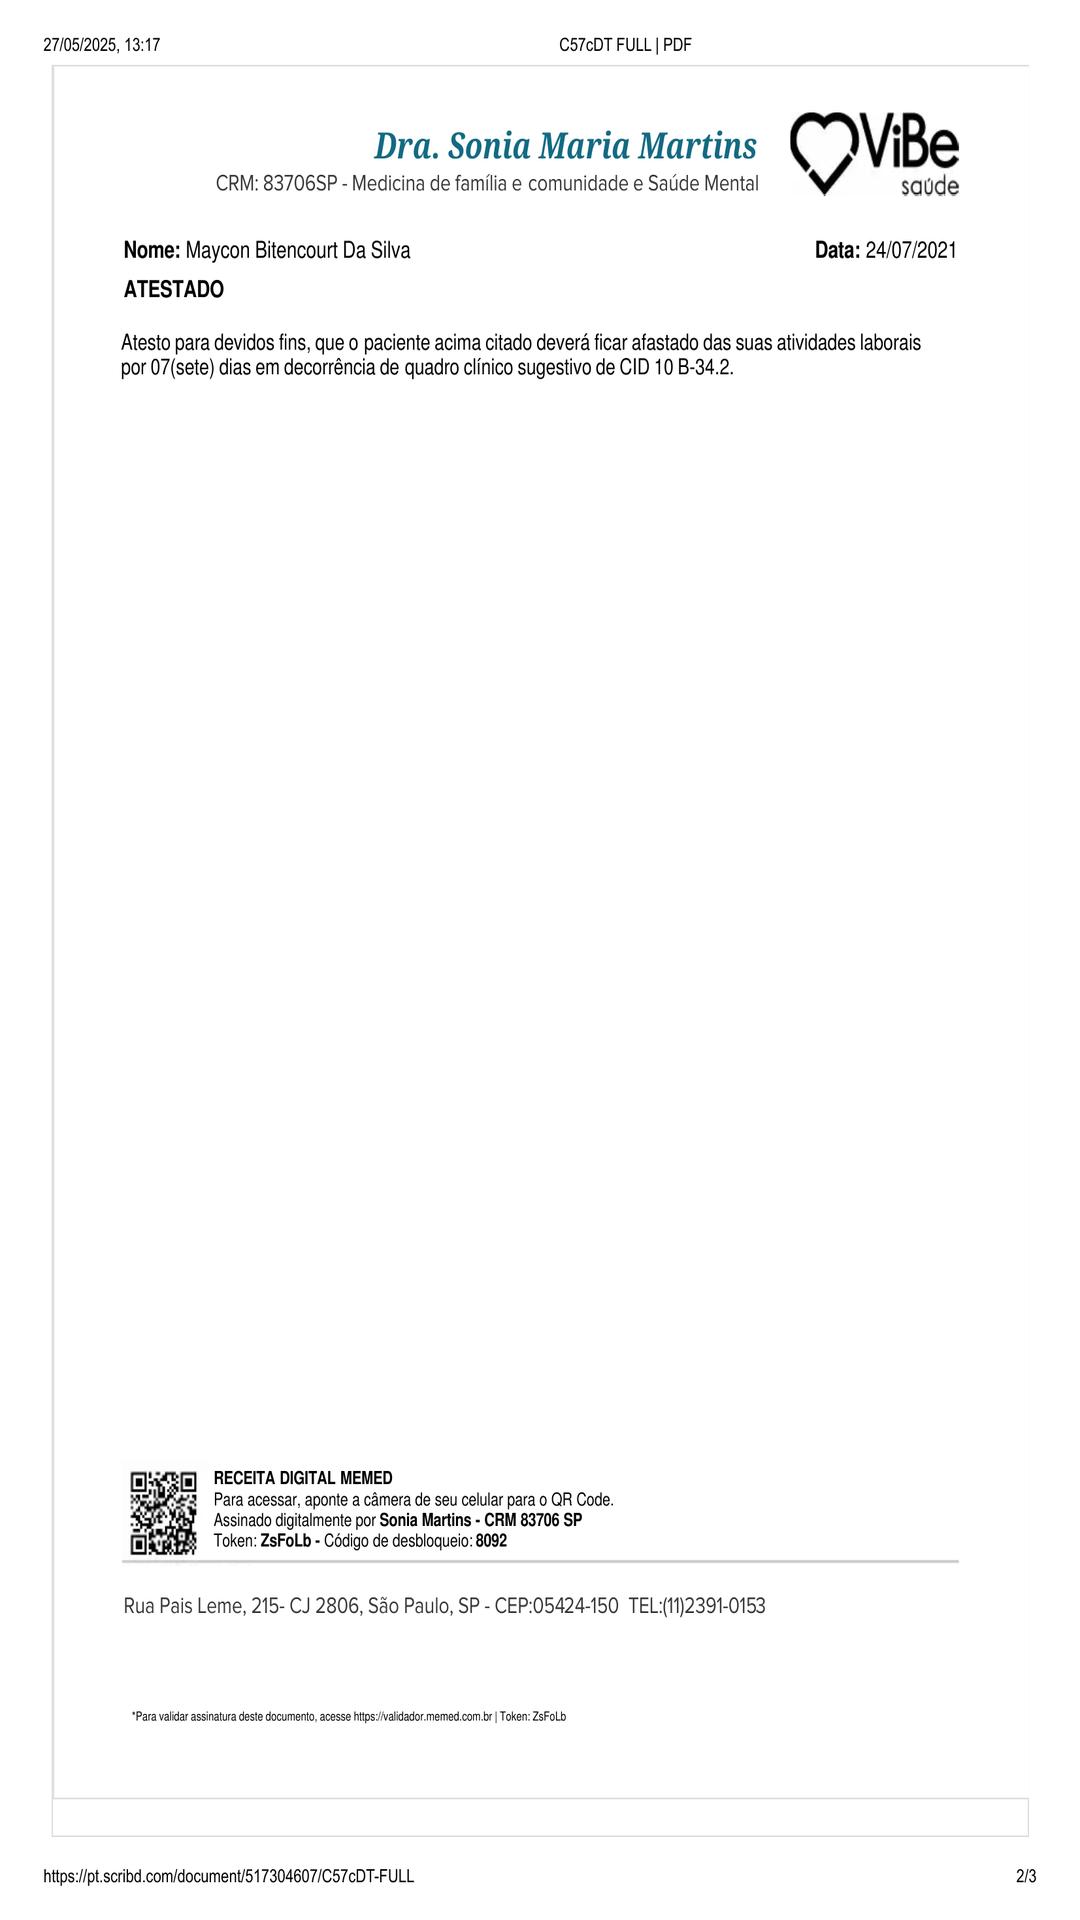 27/05/2025, 13:17 C57cDT FULL | PDF
Dra. Sonia Maria Martins
CRM: 83706SP - Medicina de família e comunidade e Saúde Mental
ViBe
saúde
Nome: Maycon Bitencourt Da Silva Data: 24/07/2021
ATESTADO
Atesto para devidos fins, que o paciente acima citado deverá ficar afastado das suas atividades laborais
por 07(sete) dias em decorrência de quadro clínico sugestivo de CID 10 B-34.2.
RECEITA DIGITAL MEMED
Para acessar, aponte a câmera de seu celular para o QR Code.
Assinado digitalmente por Sonia Martins - CRM 83706 SP
Token: ZsFoLb - Código de desbloqueio: 8092
Rua Pais Leme, 215- CJ 2806, São Paulo, SP - CEP:05424-150 TEL:(11)2391-0153
*Para validar assinatura deste documento, acesse https://validador.memed.com.br | Token: ZsFoLb
https://pt.scribd.com/document/517304607/C57cDT-FULL 2/3